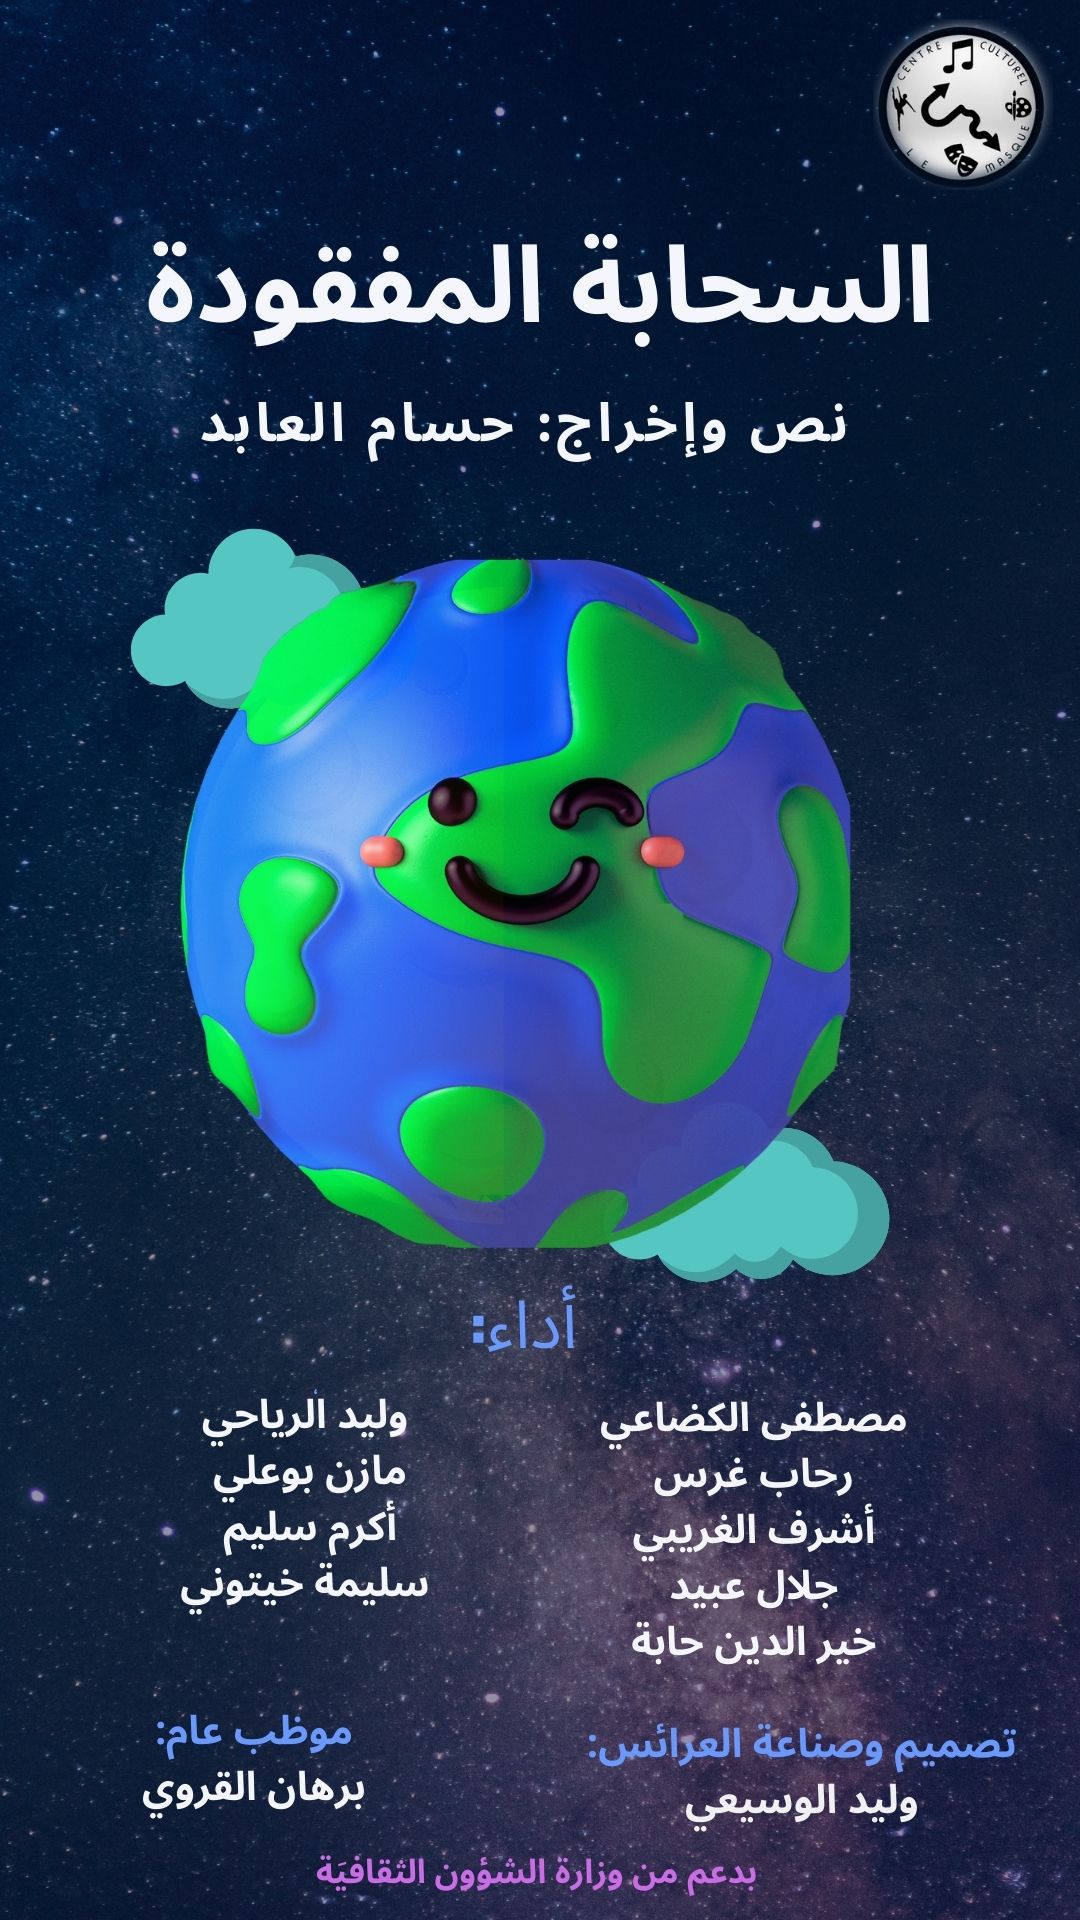 CENTRE CULTUREL
LE MASQUE
السحابة المفقودة
نص وإخراج: حسام العابد
أداء:
مصطفى الكضاعي
رحاب غرس
أشرف الغريبي
جلال عبيد
خير الدين حابة
وليد الرياحي
مازن بوعلي
أكرم سليم
سليمة خيتوني
تصميم وصناعة العرائس:
وليد الوسيعي
موظب عام:
برهان القروي
بدعم من وزارة الشؤون الثقافيَة